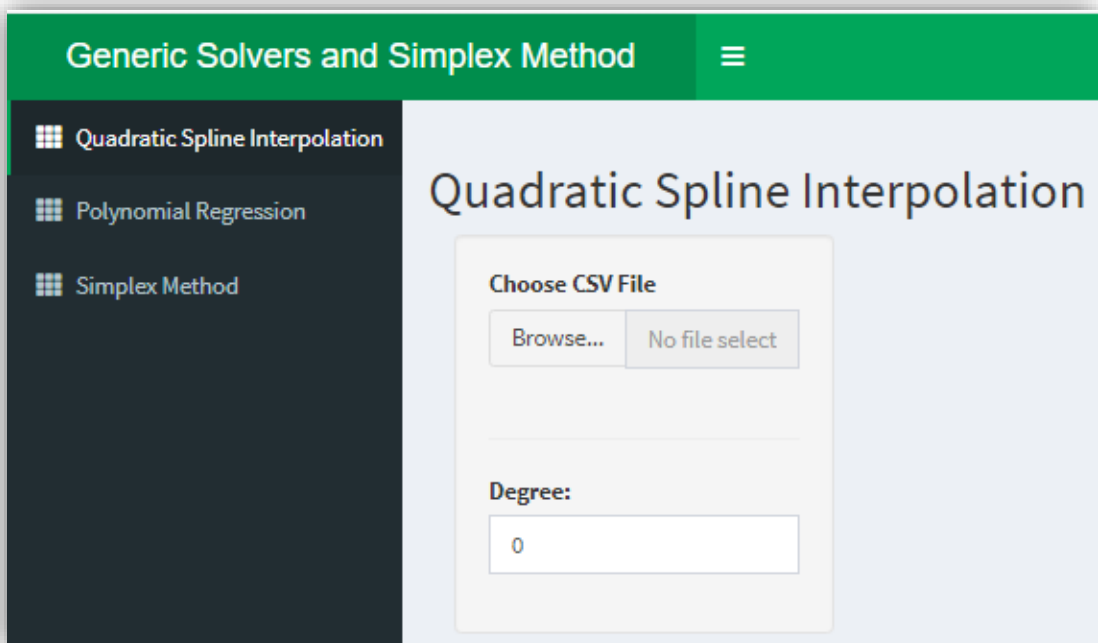 Generic Solvers and Simplex Method
Quadratic Spline Interpolation
Polynomial Regression
Simplex Method
Quadratic Spline Interpolation
Choose CSV File
Browse... No file select
Degree:
0